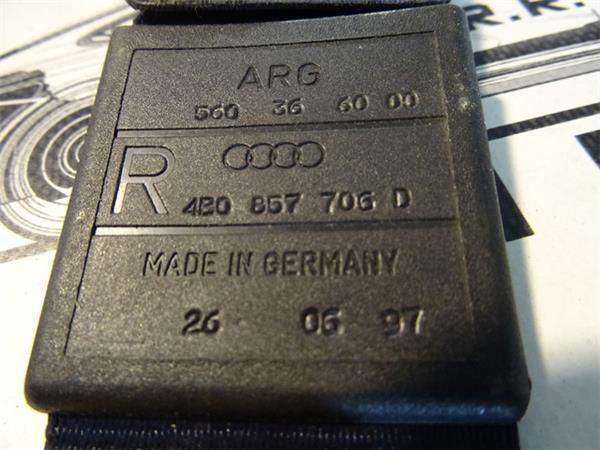 R.R.
ARG
560 36 60 00
R
4B0 857 706 D
MADE IN GERMANY
26 06 97